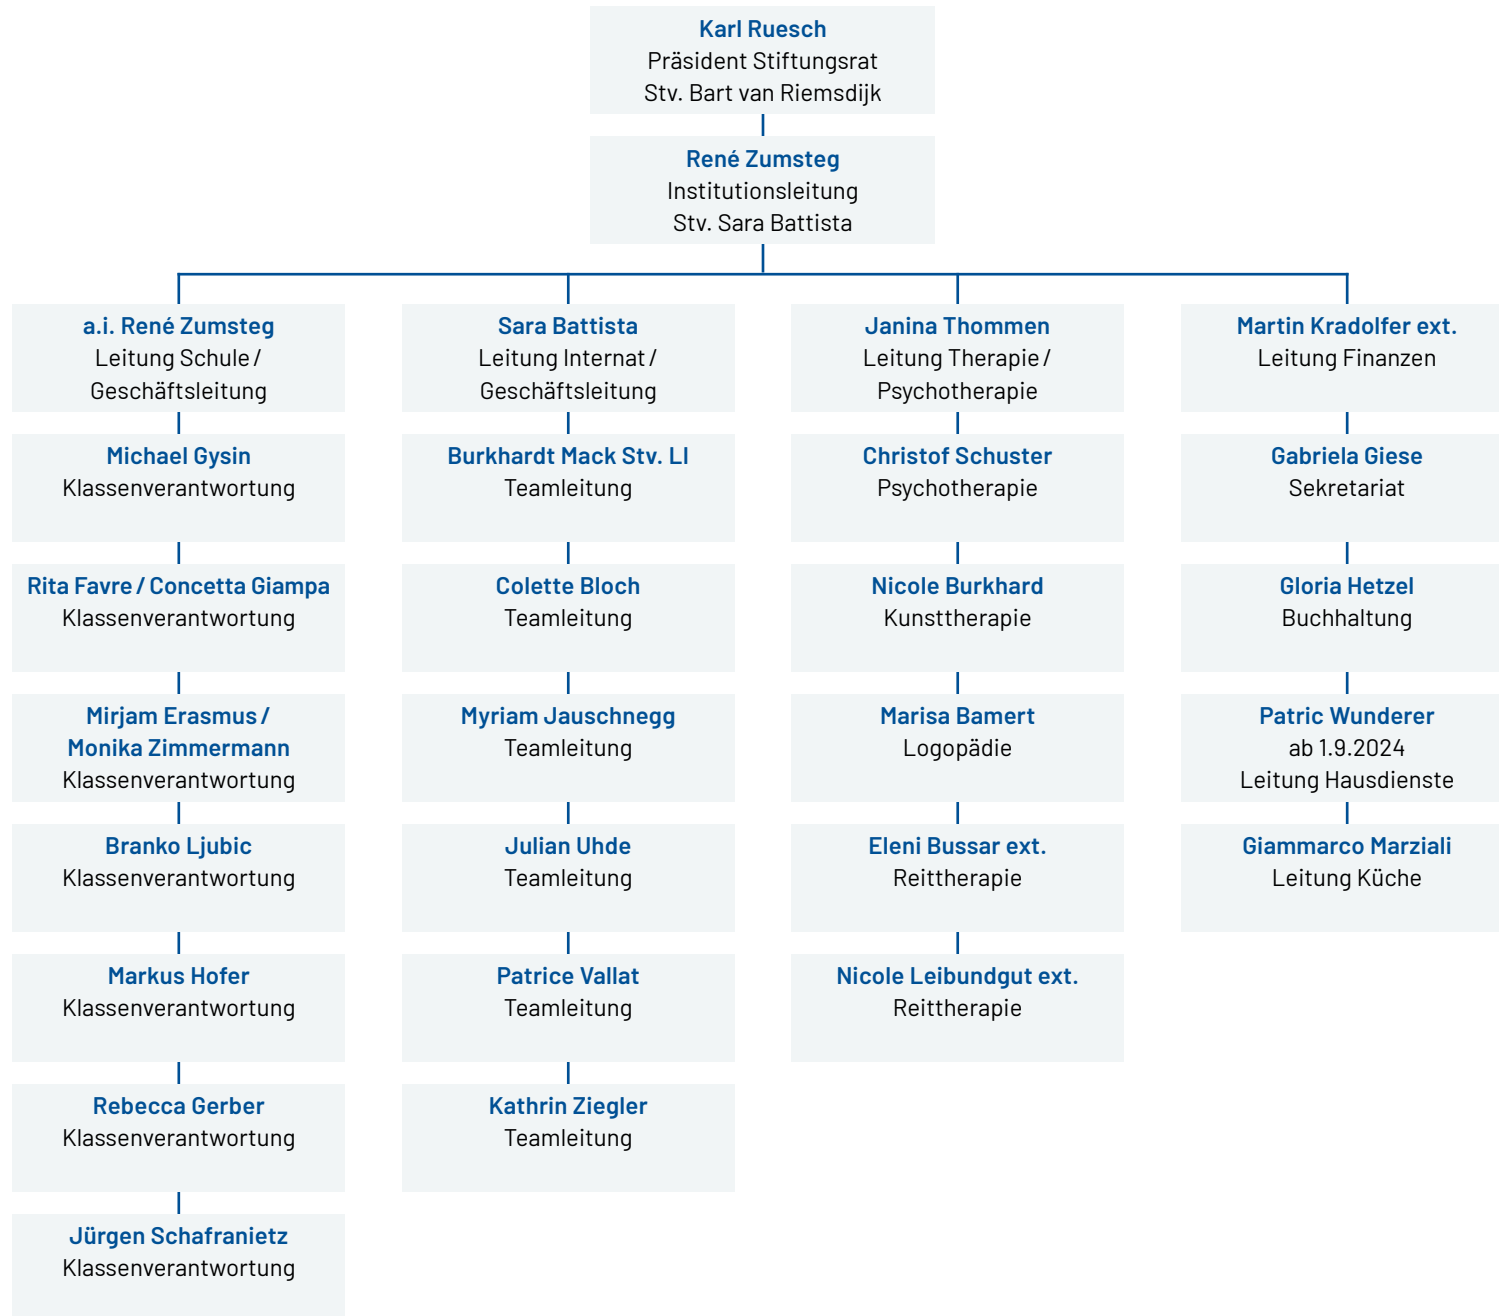 Karl Ruesch
Präsident Stiftungsrat
Stv. Bart van Riemsdijk
René Zumsteg
Institutionsleitung
Stv. Sara Battista
a.i. René Zumsteg
Leitung Schule /
Geschäftsleitung
Michael Gysin
Klassenverantwortung
Rita Favre / Concetta Giampa
Klassenverantwortung
Mirjam Erasmus /
Monika Zimmermann
Klassenverantwortung
Branko Ljubic
Klassenverantwortung
Markus Hofer
Klassenverantwortung
Rebecca Gerber
Klassenverantwortung
Jürgen Schafranietz
Klassenverantwortung
Sara Battista
Leitung Internat /
Geschäftsleitung
Burkhardt Mack Stv. LI
Teamleitung
Colette Bloch
Teamleitung
Myriam Jauschnegg
Teamleitung
Julian Uhde
Teamleitung
Patrice Vallat
Teamleitung
Kathrin Ziegler
Teamleitung
Janina Thommen
Leitung Therapie /
Psychotherapie
Christof Schuster
Psychotherapie
Nicole Burkhard
Kunsttherapie
Marisa Bamert
Logopädie
Eleni Bussar ext.
Reittherapie
Nicole Leibundgut ext.
Reittherapie
Martin Kradolfer ext.
Leitung Finanzen
Gabriela Giese
Sekretariat
Gloria Hetzel
Buchhaltung
Patric Wunderer
ab 1.9.2024
Leitung Hausdienste
Giammarco Marziali
Leitung Küche